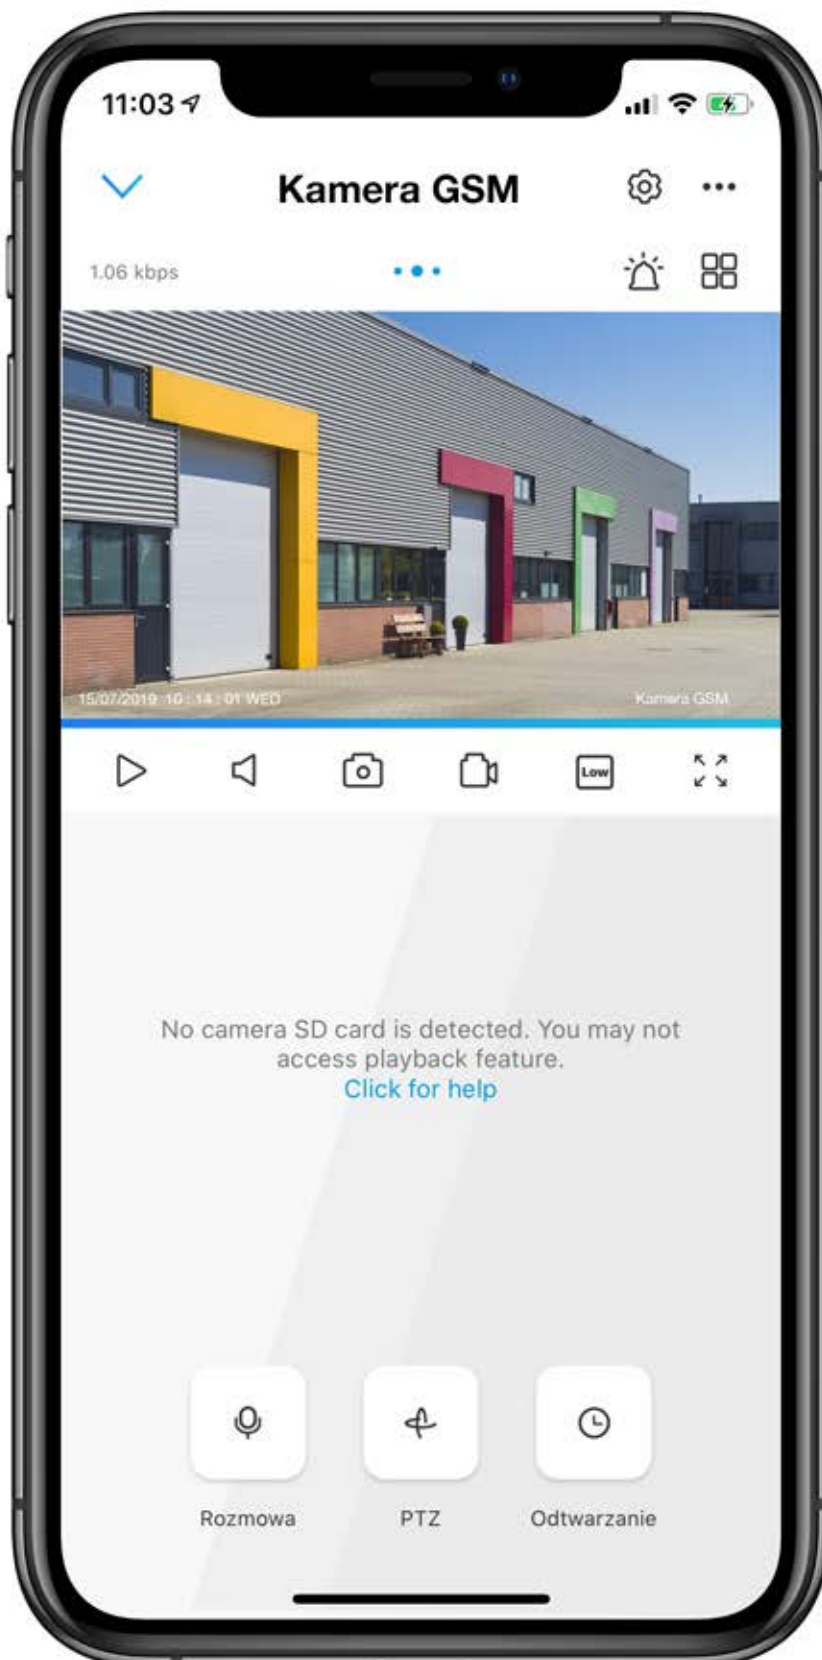 11:03
Kamera GSM
1.06 kbps
15/07/2019 10:14:01 WED
Kamera GSM
Low
No camera SD card is detected. You may not
access playback feature.
Click for help
Rozmowa
PTZ
Odtwarzanie